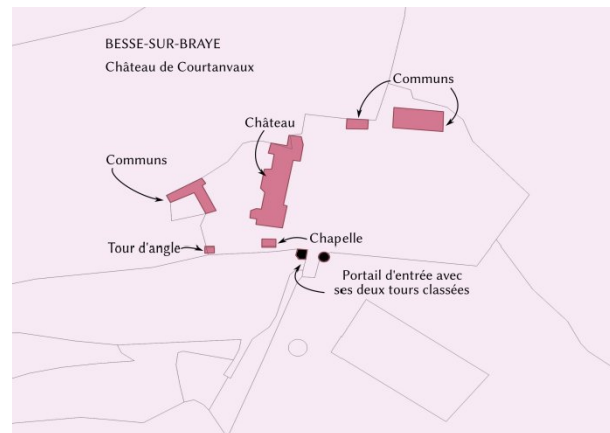 BESSE-SUR-BRAYE
Château de Courtanvaux
Communs
Château
Communs
Tour d'angle
Chapelle
Portail d'entrée avec
ses deux tours classées